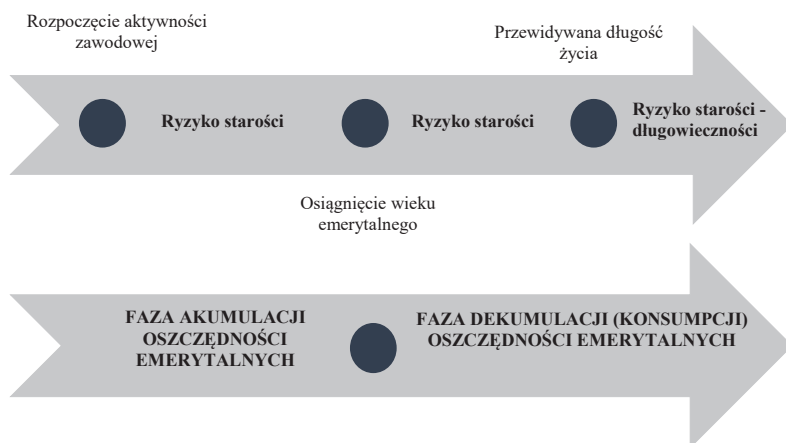 Rozpoczęcie aktywności
zawodowej
Przewidywana długość
życia
Ryzyko starości
Ryzyko starości
Ryzyko starości -
długowieczności
Osiągnięcie wieku
emerytalnego
FAZA AKUMULACJI
OSZCZĘDNOŚCI
EMERYTALNYCH
FAZA DEKUMULACJI (KONSUMPCJI)
OSZCZĘDNOŚCI EMERYTALNYCH